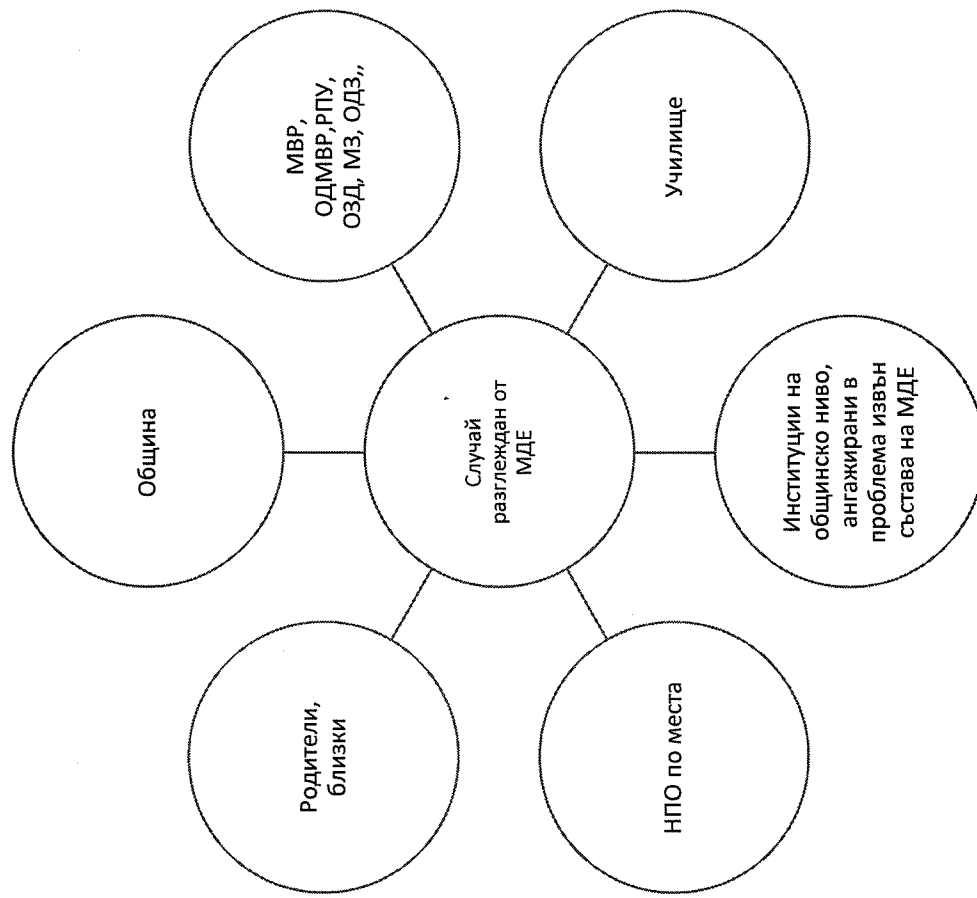 Община
МВР,
ОДМВР,РПУ,
ОЗД, МЗ, ОДЗ,,
Училище
Институции на
общинско ниво,
ангажирани в
проблема извън
състава на МДЕ
НПО по места
Родители,
близки
Случай
разглеждан от
МДЕ